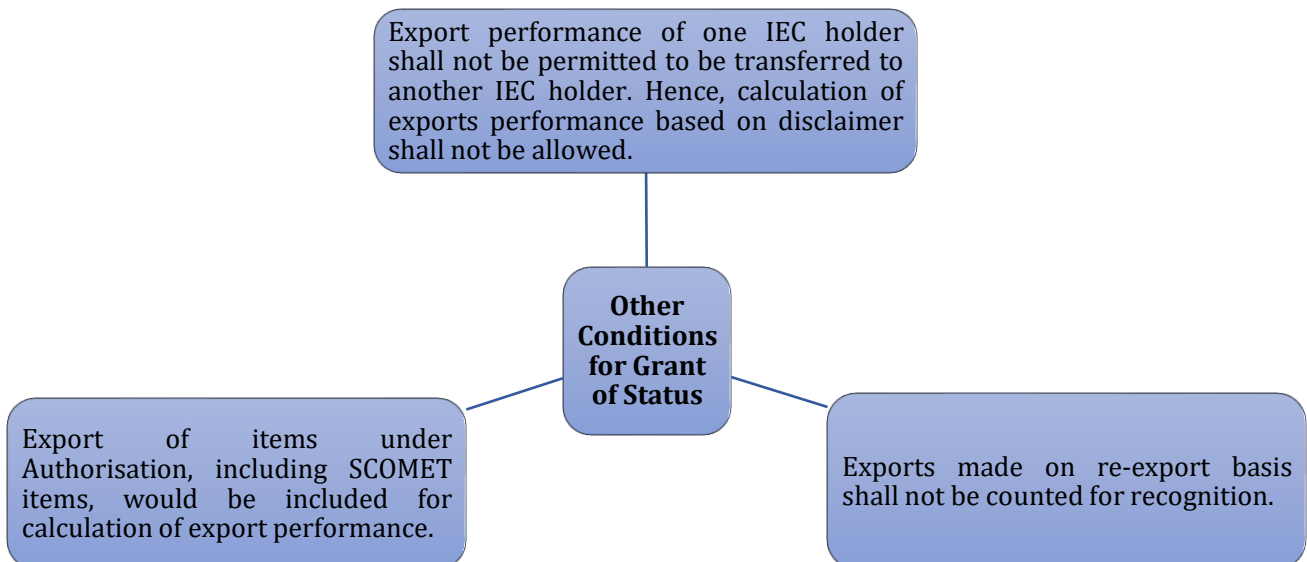 Export performance of one IEC holder
shall not be permitted to be transferred to
another IEC holder. Hence, calculation of
exports performance based on disclaimer
shall not be allowed.
Other
Conditions
for Grant
of Status
Export of items under
Authorisation, including SCOMET
items, would be included for
calculation of export performance.
Exports made on re-export basis
shall not be counted for recognition.